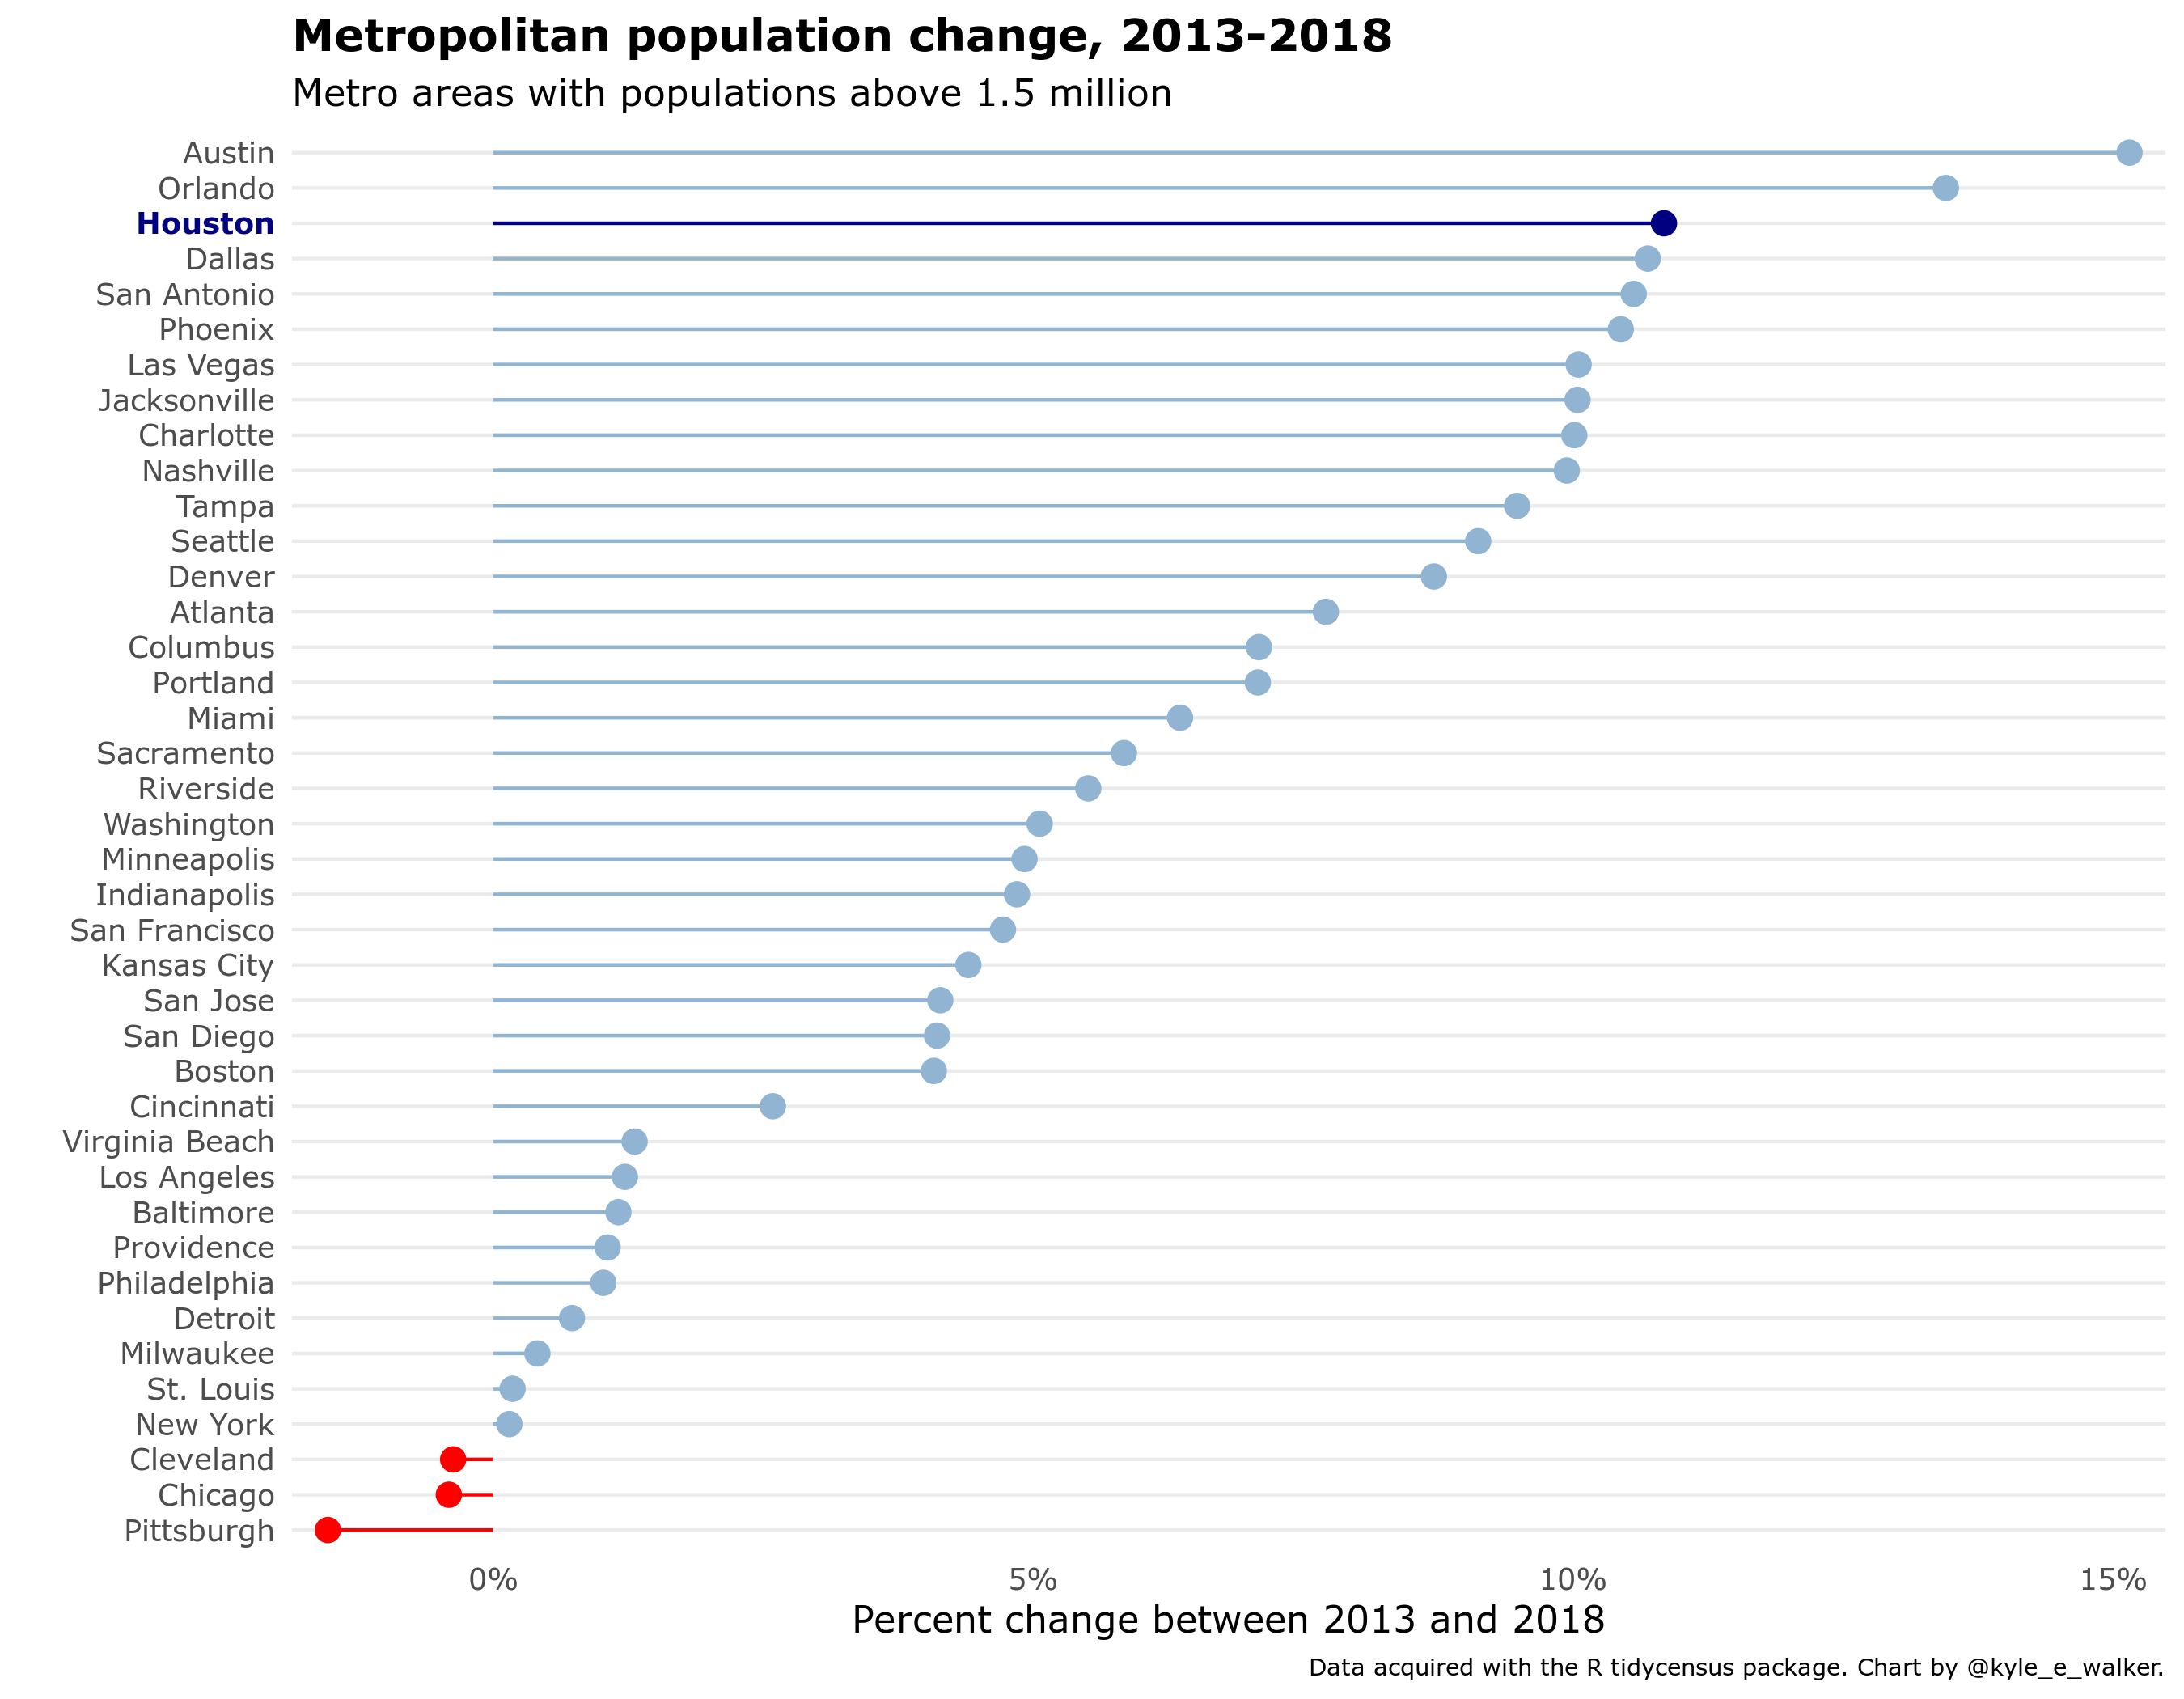 Metropolitan population change, 2013-2018
Metro areas with populations above 1.5 million
Austin
Orlando
Houston
Dallas
San Antonio
Phoenix
Las Vegas
Jacksonville
Charlotte
Nashville
Tampa
Seattle
Denver
Atlanta
Columbus
Portland
Miami
Sacramento
Riverside
Washington
Minneapolis
Indianapolis
San Francisco
Kansas City
San Jose
San Diego
Boston
Cincinnati
Virginia Beach
Los Angeles
Baltimore
Providence
Philadelphia
Detroit
Milwaukee
St. Louis
New York
Cleveland
Chicago
Pittsburgh
0% 5% 10% 15%
Percent change between 2013 and 2018
Data acquired with the R tidycensus package. Chart by @kyle_e_walker.